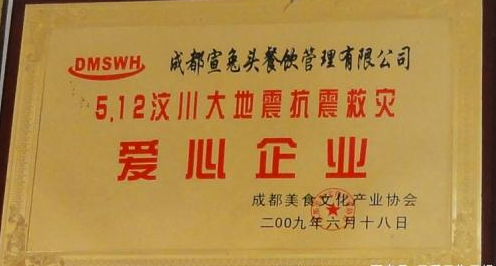 DMSWH 成都宣兔头餐饮管理有限公司
5.12汶川大地震抗震救灾
爱心企业
成都美食文化产业协会
二00九年六月十八日